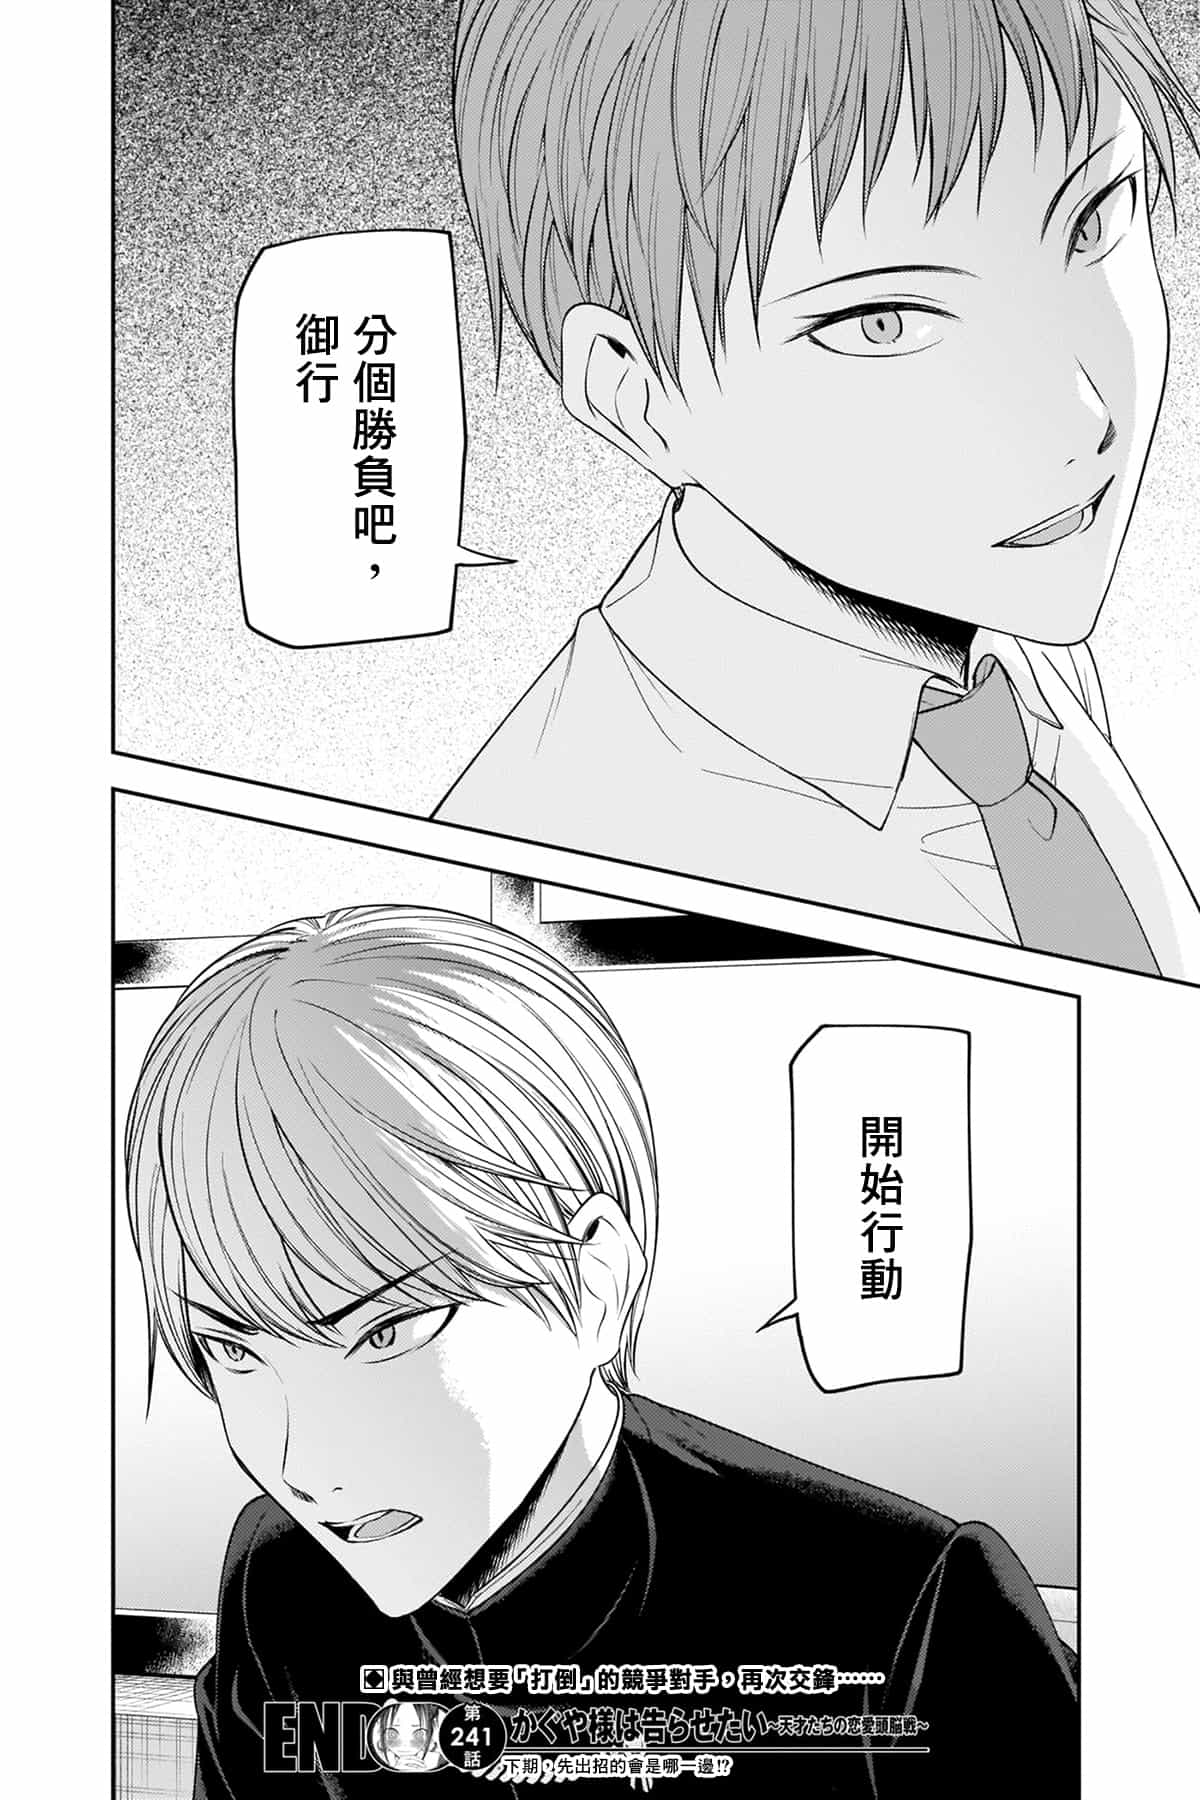 分個勝負吧，
御行
開始行動
與曾經想要「打倒」的競爭對手，再次交鋒……
END
第
241
話
かぐや様は告らせたい～天才たちの恋愛頭脳戦～
下期，先出招的會是哪一邊!?